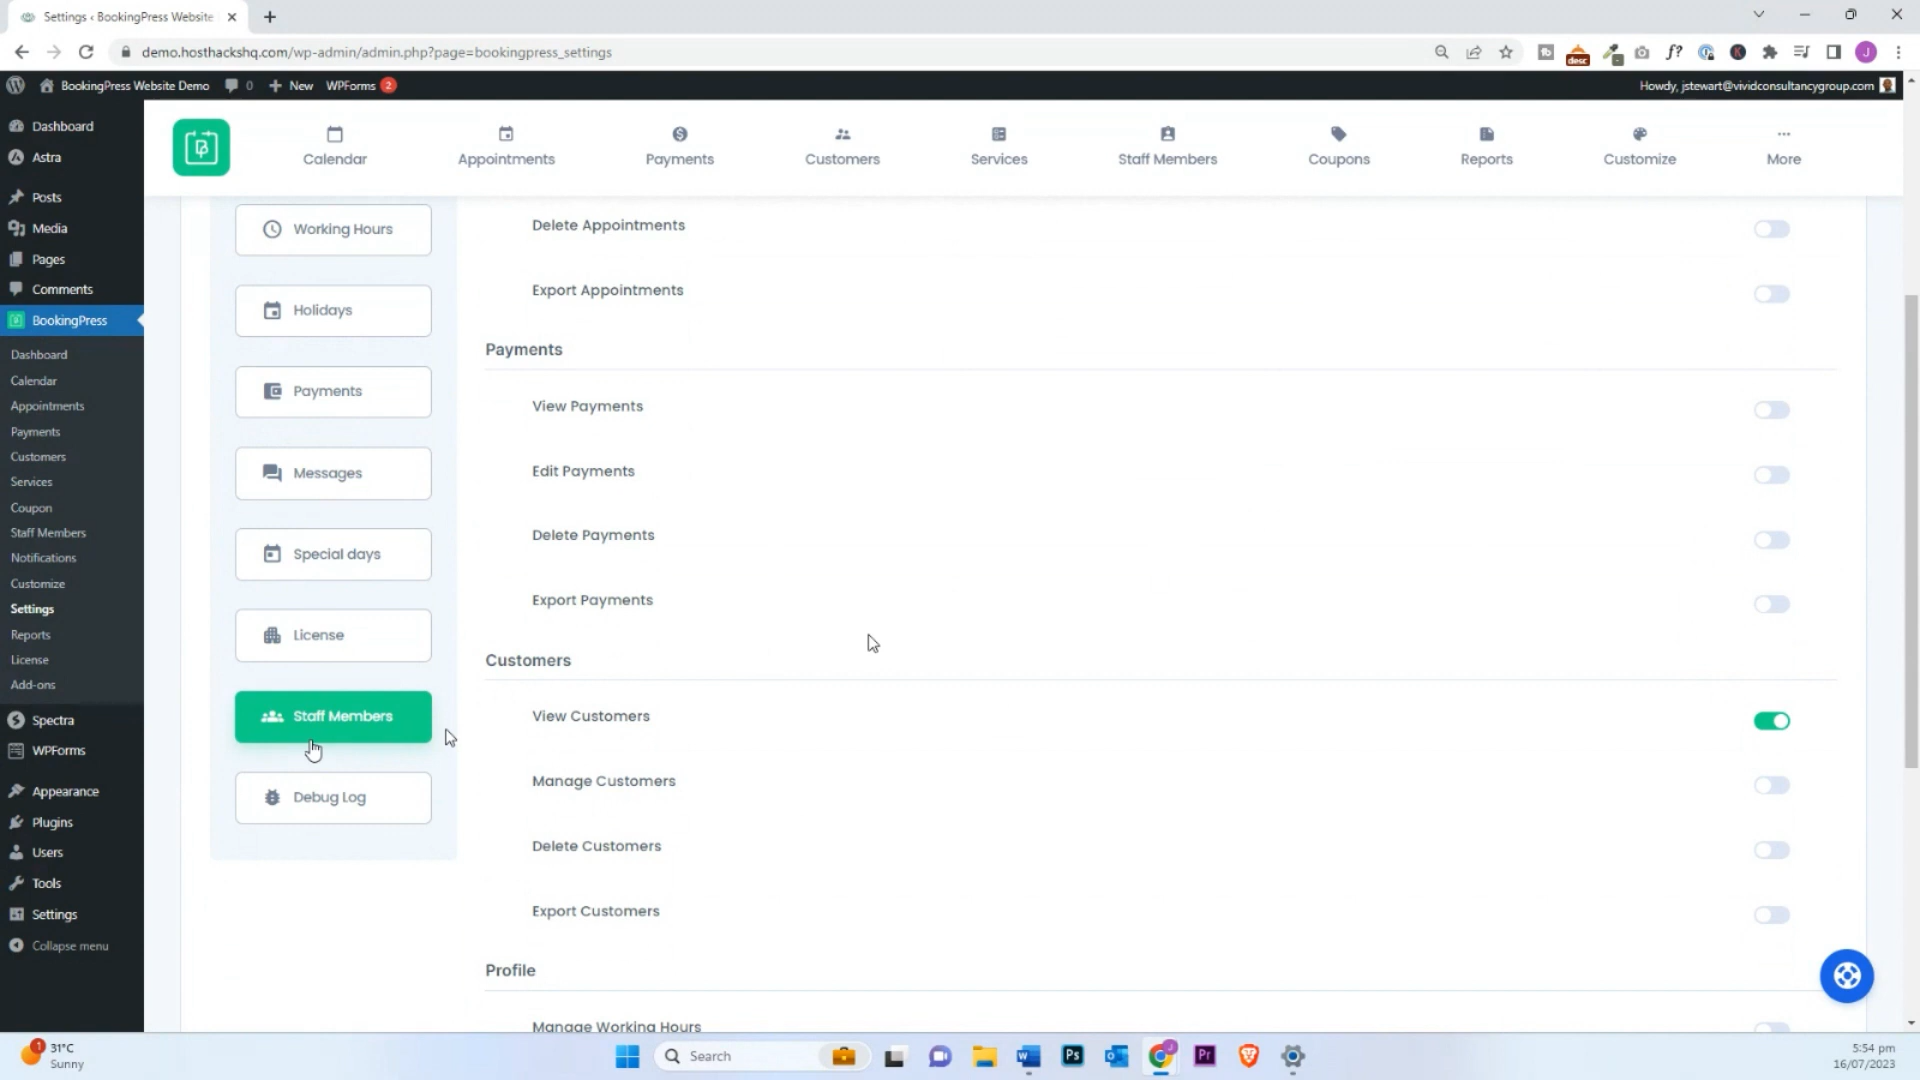 Settings ‹ BookingPress Website
demo.hosthackshq.com/wp-admin/admin.php?page=bookingpress_settings
desc
f?
J
BookingPress Website Demo
0
New
WPForms 2
Howdy, jstewart@vividconsultancygroup.com
Dashboard
Astra
Posts
Media
Pages
Comments
BookingPress
Dashboard
Calendar
Appointments
Payments
Customers
Services
Coupon
Staff Members
Notifications
Customize
Settings
Reports
License
Add-ons
Spectra
WPForms
Appearance
Plugins
Users
Tools
Settings
Collapse menu
Calendar
Appointments
Payments
Customers
Services
Staff Members
Coupons
Reports
Customize
More
Working Hours
Holidays
Payments
Messages
Special days
License
Staff Members
Debug Log
Delete Appointments
Export Appointments
Payments
View Payments
Edit Payments
Delete Payments
Export Payments
Customers
View Customers
Manage Customers
Delete Customers
Export Customers
Profile
Manage Working Hours
1
31°C
Sunny
Search
Ps
Pr
5:54 pm
16/07/2023